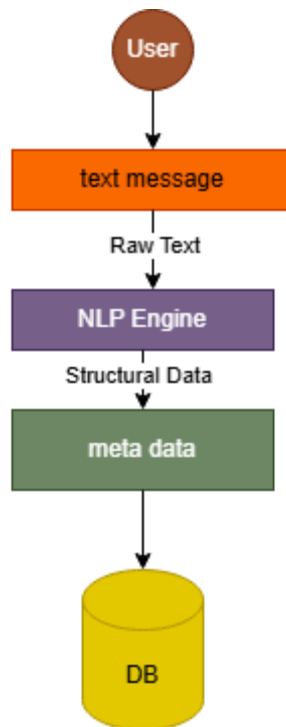 User
text message
Raw Text
NLP Engine
Structural Data
meta data
DB